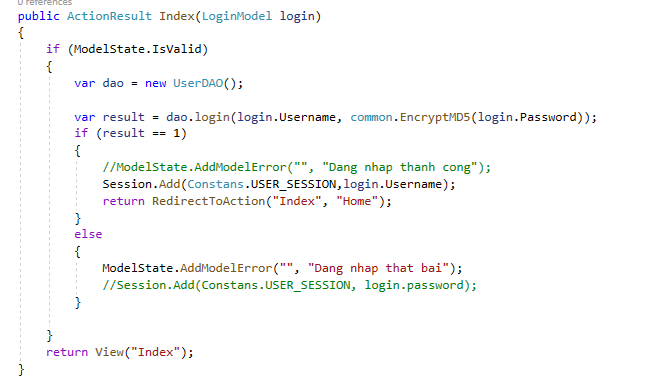 0 references
public ActionResult Index(LoginModel login)
{
if (ModelState.IsValid)
{
var dao = new UserDAO();
var result = dao.login(login.Username, common.EncryptMD5(login.Password));
if (result == 1)
{
//ModelState.AddModelError("", "Dang nhap thanh cong");
Session.Add(Constans.USER_SESSION,login.Username);
return RedirectToAction("Index", "Home");
}
else
{
ModelState.AddModelError("", "Dang nhap that bai");
//Session.Add(Constans.USER_SESSION, login.password);
}
}
return View("Index");
}